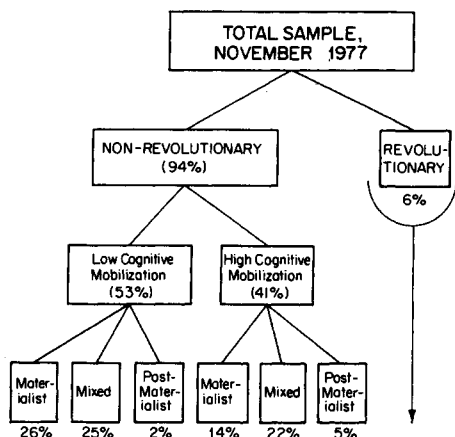 TOTAL SAMPLE,
NOVEMBER 1977
NON-REVOLUTIONARY
(94%)
REVOLU-
TIONARY
6%
Low Cognitive
Mobilization
(53%)
High Cognitive
Mobilization
(41%)
Mater-
ialist
Mixed
Post-
Mater-
ialist
Mater-
ialist
Mixed
Post-
Mater-
ialist
26% 25% 2% 14% 22% 5%